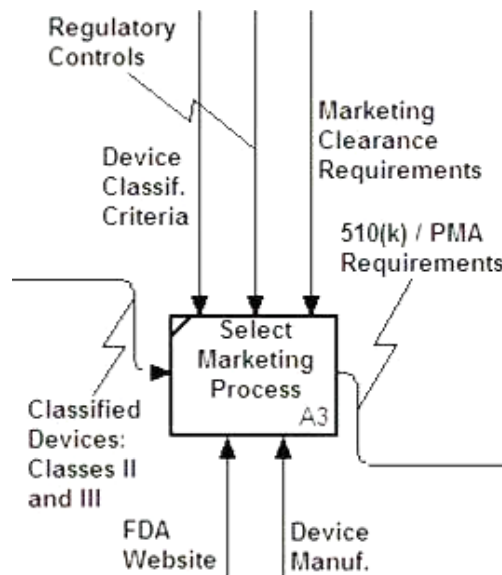 Regulatory
Controls
Marketing
Clearance
Requirements
Device
Classif.
Criteria
510(k) / PMA
Requirements
Select
Marketing
Process
A3
Classified
Devices:
Classes II
and III
FDA
Website
Device
Manuf.